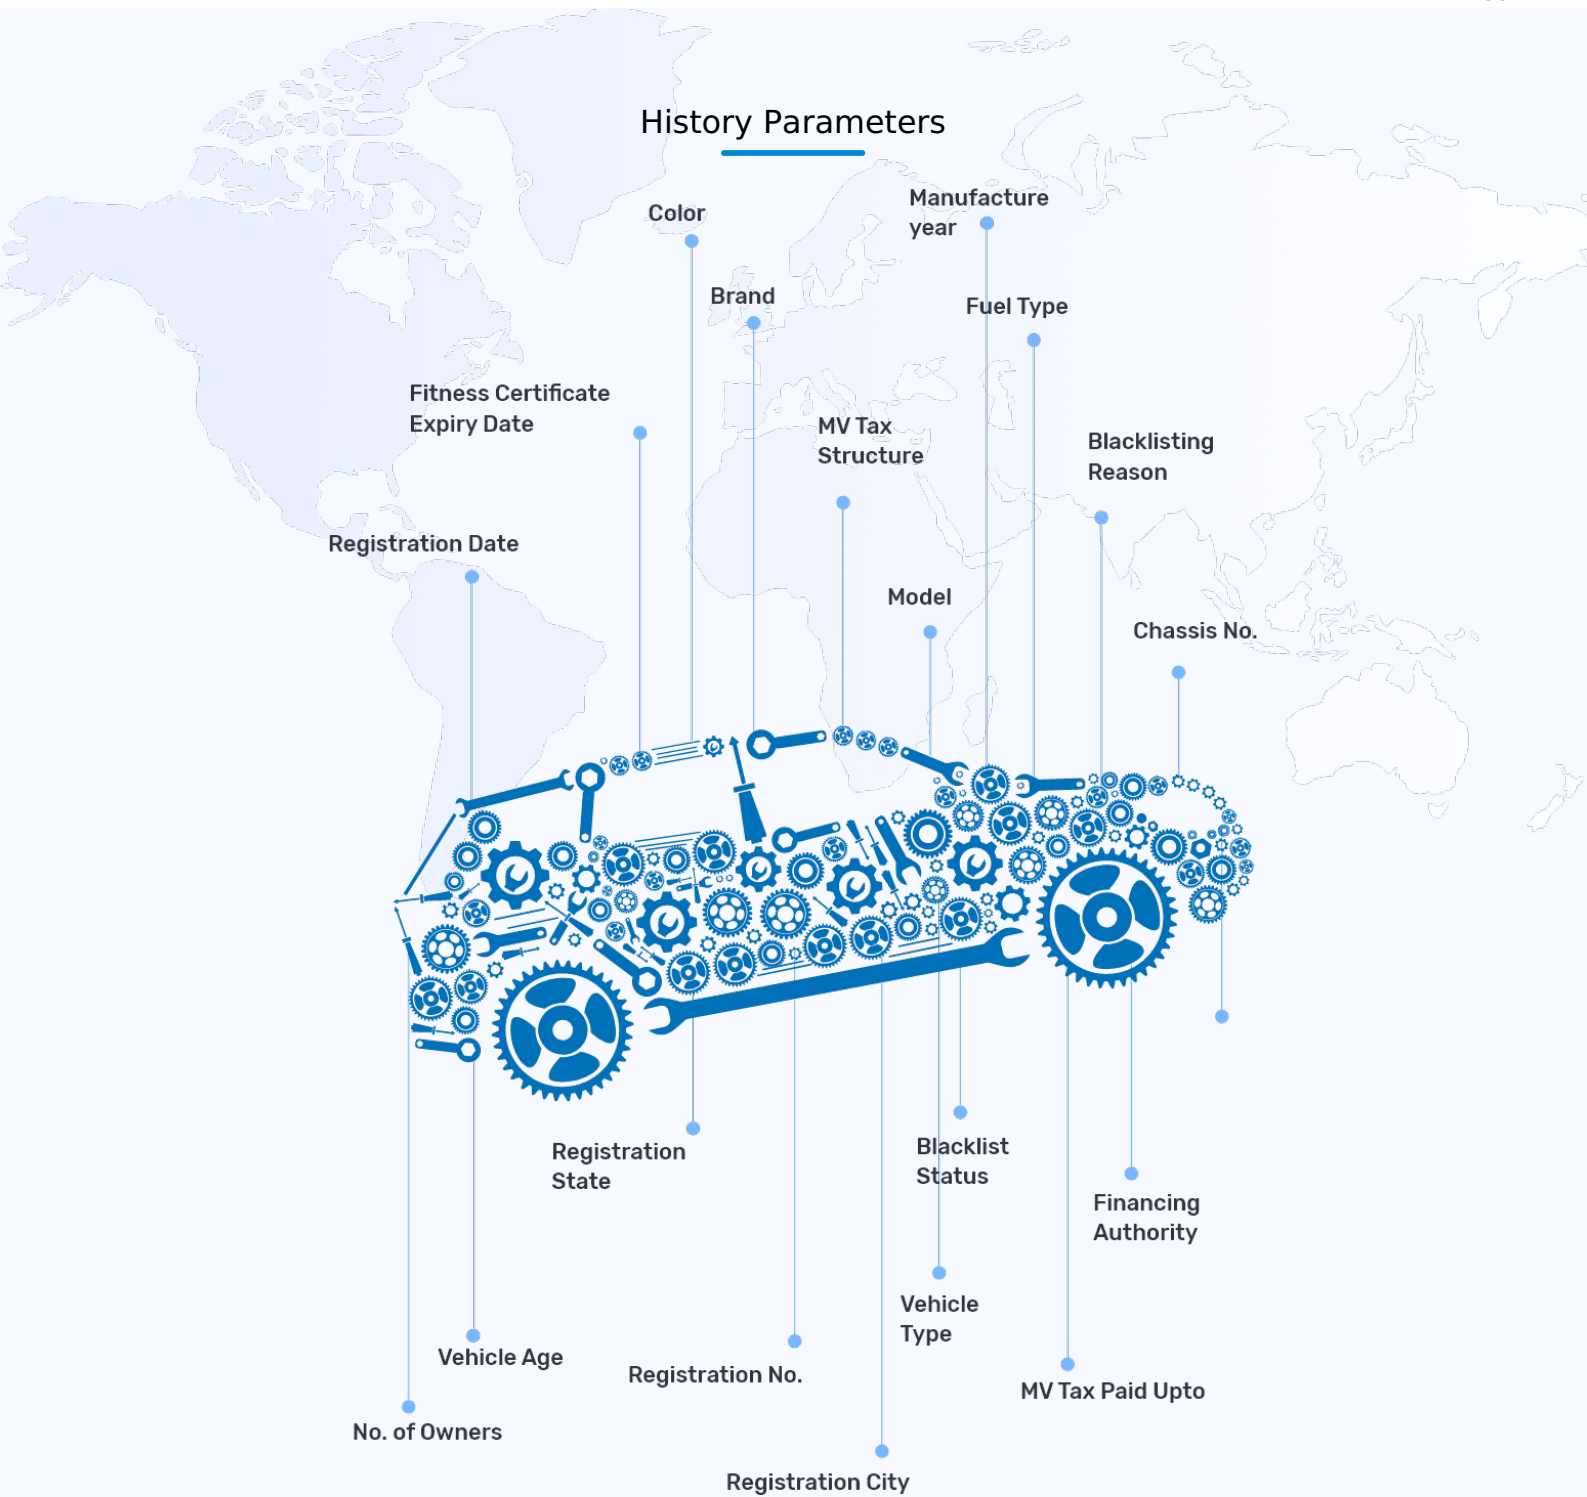 History Parameters
Manufacture
year
Color
Brand
Fuel Type
Fitness Certificate
Expiry Date
MV Tax
Structure
Blacklisting
Reason
Registration Date
Model
Chassis No.
Registration
State
Blacklist
Status
Financing
Authority
Vehicle
Type
Vehicle Age
Registration No.
MV Tax Paid Upto
No. of Owners
Registration City